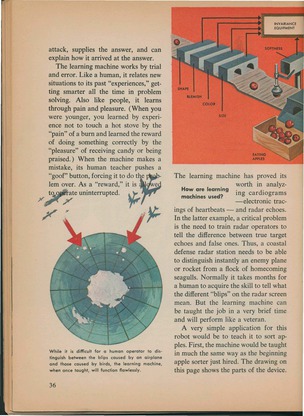 attack, supplies the answer, and can
explain how it arrived at the answer.
The learning machine works by trial
and error. Like a human, it relates new
situations to its past "experiences," get-
ting smarter all the time in problem
solving. Also like people, it learns
through pain and pleasure. (When you
were younger, you learned by experi-
ence not to touch a hot stove by the
"pain" of a burn and learned the reward
of doing something correctly by the
"pleasure" of receiving candy or being
praised.) When the machine makes a
mistake, its human teacher pushes a
"goof" button, forcing it to do the prob-
lem over. As a "reward," it is allowed
to operate uninterrupted.
While it is difficult for a human operator to dis-
tinguish between the blips caused by an airplane
and those caused by birds, the learning machine,
when once taught, will function flawlessly.
36
INVARIANCE
EQUIPMENT
SOFTNESS
SHAPE
BLEMISH
COLOR
SIZE
EATING
APPLES
The learning machine has proved its
How are learning
machines used?
worth in analyz-
ing cardiograms
—electronic trac-
ings of heartbeats — and radar echoes.
In the latter example, a critical problem
is the need to train radar operators to
tell the difference between true target
echoes and false ones. Thus, a coastal
defense radar station needs to be able
to distinguish instantly an enemy plane
or rocket from a flock of homecoming
seagulls. Normally it takes months for
a human to acquire the skill to tell what
the different "blips" on the radar screen
mean. But the learning machine can
be taught the job in a very brief time
and will perform like a veteran.
A very simple application for this
robot would be to teach it to sort ap-
ples. First, the machine would be taught
in much the same way as the beginning
apple sorter just hired. The drawing on
this page shows the parts of the device.